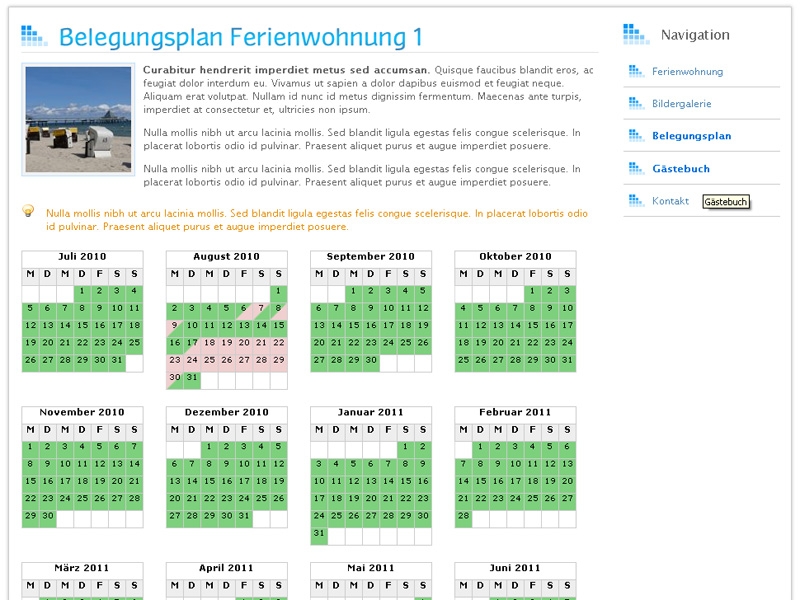 Belegungsplan Ferienwohnung 1
Curabitur hendrerit imperdiet metus sed accumsan. Quisque faucibus blandit eros, ac
feugiat dolor interdum eu. Vivamus ut sapien a dolor dapibus euismod et feugiat neque.
Aliquam erat volutpat. Nullam id nunc id metus dignissim fermentum. Maecenas ante turpis,
imperdiet at consectetur et, ultricies non ipsum.
Nulla mollis nibh ut arcu lacinia mollis. Sed blandit ligula egestas felis congue scelerisque. In
placerat lobortis odio id pulvinar. Praesent aliquet purus et augue imperdiet posuere.
Nulla mollis nibh ut arcu lacinia mollis. Sed blandit ligula egestas felis congue scelerisque. In
placerat lobortis odio id pulvinar. Praesent aliquet purus et augue imperdiet posuere.
Nulla mollis nibh ut arcu lacinia mollis. Sed blandit ligula egestas felis congue scelerisque. In placerat lobortis odio
id pulvinar. Praesent aliquet purus et augue imperdiet posuere.
Juli 2010
M D M D F S S
1 2 3 4
5 6 7 8 9 10 11
12 13 14 15 16 17 18
19 20 21 22 23 24 25
26 27 28 29 30 31
August 2010
M D M D F S S
1
2 3 4 5 6 7 8
9 10 11 12 13 14 15
16 17 18 19 20 21 22
23 24 25 26 27 28 29
30 31
September 2010
M D M D F S S
1 2 3 4 5
6 7 8 9 10 11 12
13 14 15 16 17 18 19
20 21 22 23 24 25 26
27 28 29 30
Oktober 2010
M D M D F S S
1 2 3
4 5 6 7 8 9 10
11 12 13 14 15 16 17
18 19 20 21 22 23 24
25 26 27 28 29 30 31
November 2010
M D M D F S S
1 2 3 4 5 6 7
8 9 10 11 12 13 14
15 16 17 18 19 20 21
22 23 24 25 26 27 28
29 30
Dezember 2010
M D M D F S S
1 2 3 4 5
6 7 8 9 10 11 12
13 14 15 16 17 18 19
20 21 22 23 24 25 26
27 28 29 30 31
Januar 2011
M D M D F S S
1 2
3 4 5 6 7 8 9
10 11 12 13 14 15 16
17 18 19 20 21 22 23
24 25 26 27 28 29 30
31
Februar 2011
M D M D F S S
1 2 3 4 5 6
7 8 9 10 11 12 13
14 15 16 17 18 19 20
21 22 23 24 25 26 27
28
März 2011
M D M D F S S
April 2011
M D M D F S S
Mai 2011
M D M D F S S
Juni 2011
M D M D F S S
Navigation
Ferienwohnung
Bildergalerie
Belegungsplan
Gästebuch
Kontakt
Gästebuch